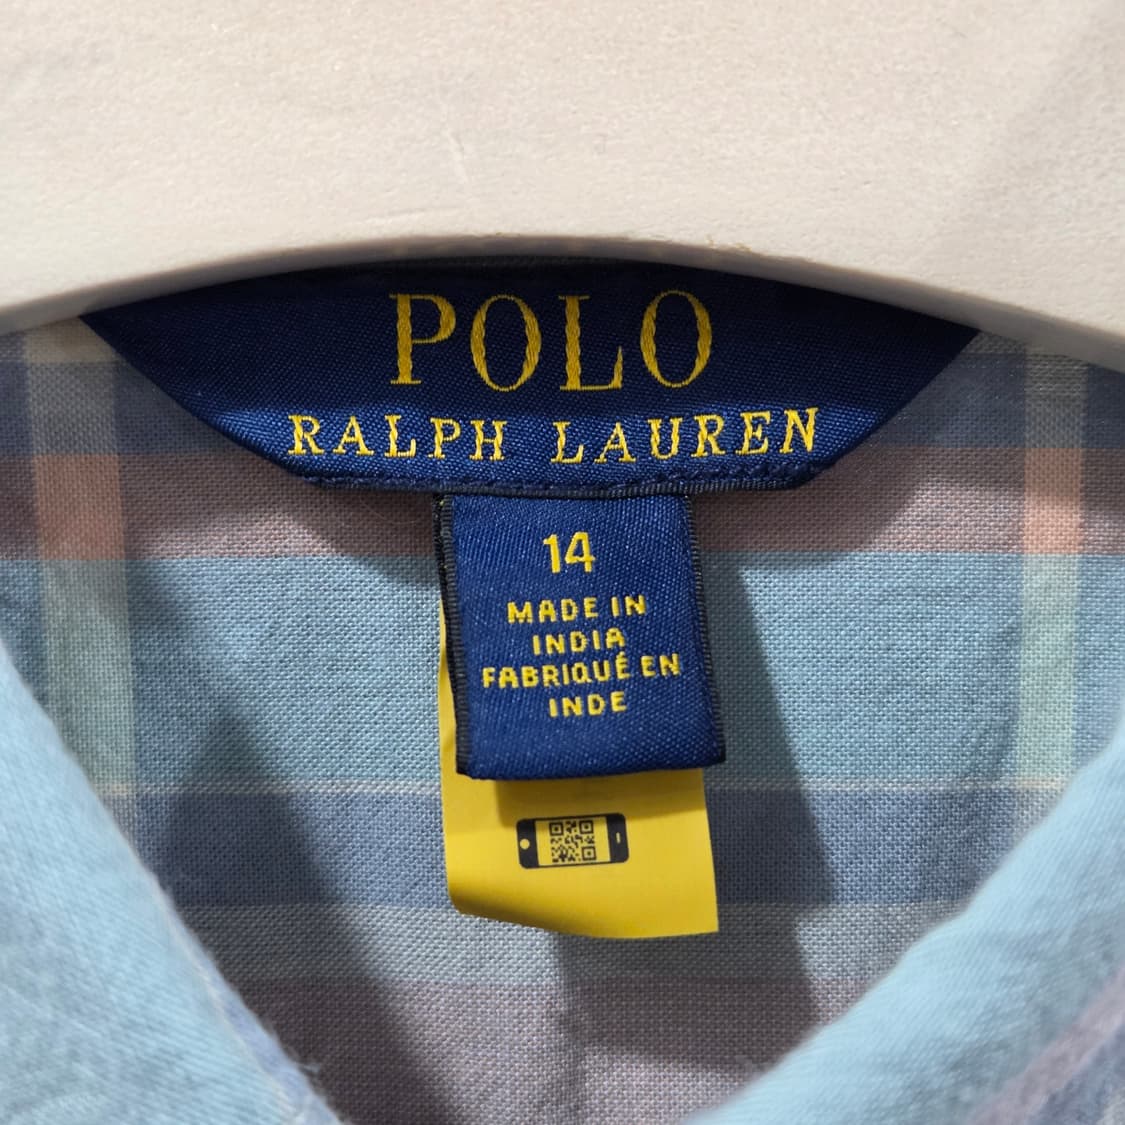 POLO
RALPH LAUREN
14
MADE IN
INDIA
FABRIQUÉ EN
INDE